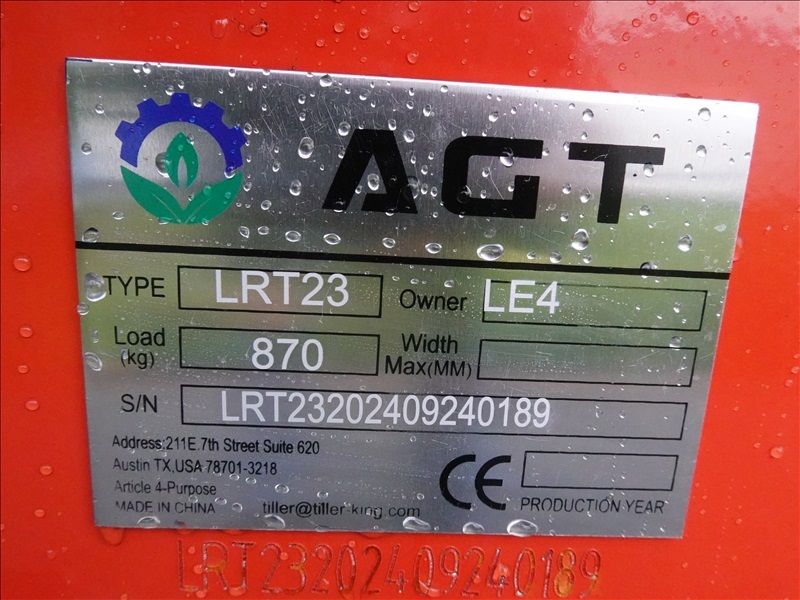 AGT
TYPE LRT23 Owner LE4
Load (kg) 870 Width Max(MM)
S/N LRT23202409240189
Address:211E.7th Street Suite 620
Austin TX,USA 78701-3218
Article 4-Purpose
MADE IN CHINA tiller@tiller-king.com CE PRODUCTION YEAR
LRT23202409240189